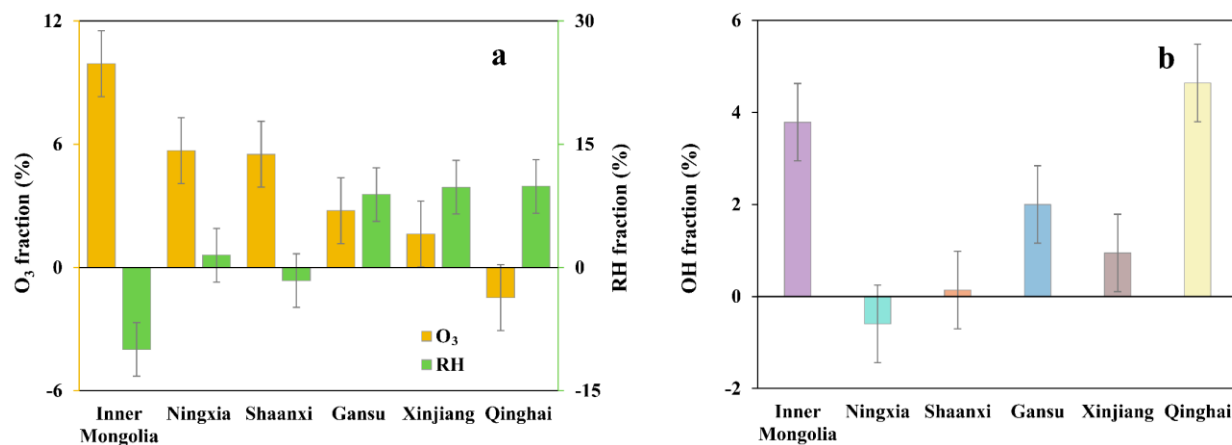 a
O₃ fraction (%)
12
6
0
-6
RH fraction (%)
30
15
0
-15
O₃
RH
Inner Mongolia
Ningxia
Shaanxi
Gansu
Xinjiang
Qinghai
b
OH fraction (%)
6
4
2
0
-2
Inner Mongolia
Ningxia
Shaanxi
Gansu
Xinjiang
Qinghai